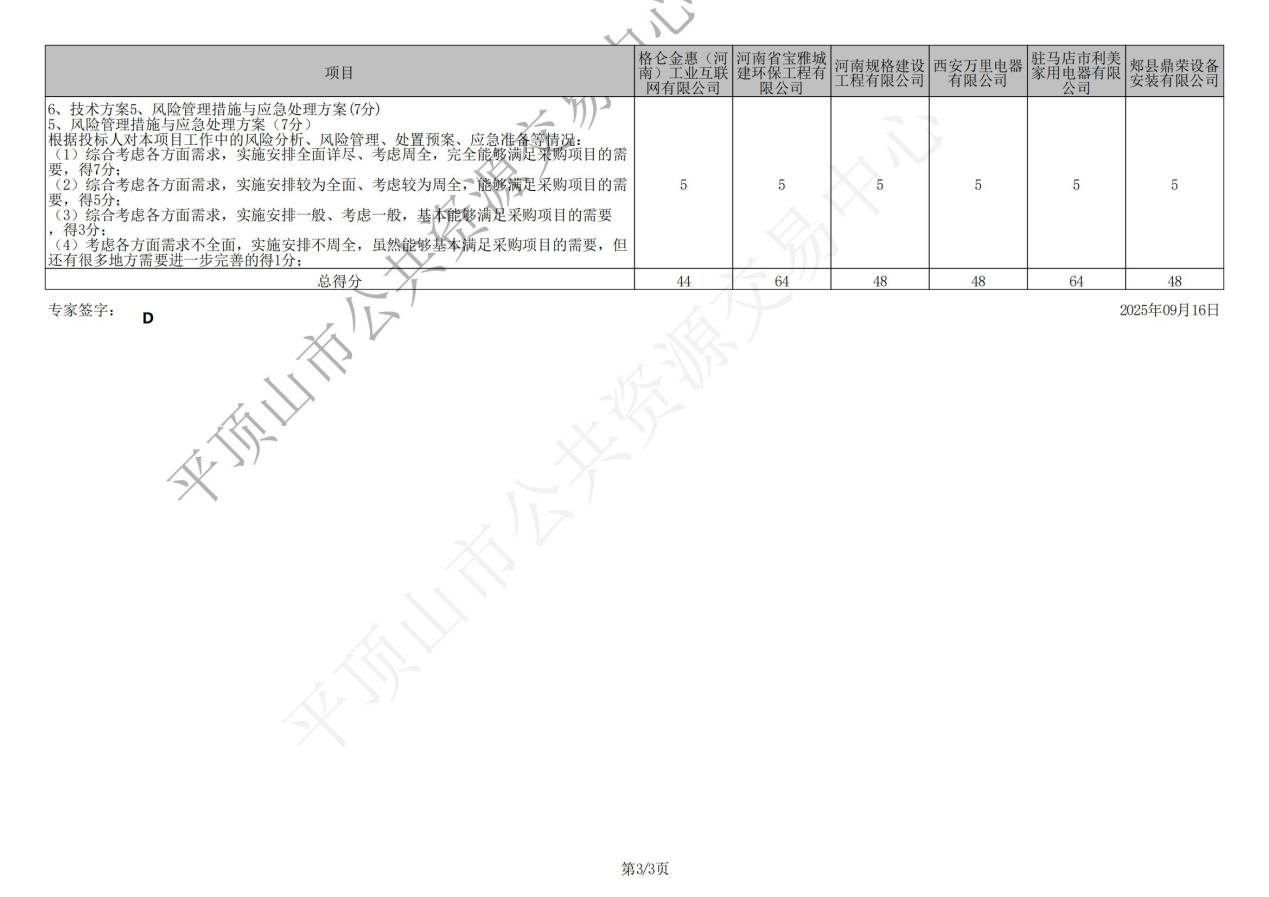 项目
格仑金惠（河
南）工业互联
网有限公司
河南省宝雅城
建环保工程有
限公司
河南规格建设
工程有限公司
西安万里电器
有限公司
驻马店市利美
家用电器有限
公司
郏县鼎荣设备
安装有限公司
6、技术方案5、风险管理措施与应急处理方案(7分)
5、风险管理措施与应急处理方案（7分）
根据投标人对本项目工作中的风险分析、风险管理、处置预案、应急准备等情况：
（1）综合考虑各方面需求，实施安排全面详尽、考虑周全，完全能够满足采购项目的需
要，得7分；
（2）综合考虑各方面需求，实施安排较为全面、考虑较为周全，能够满足采购项目的需
要，得5分；
（3）综合考虑各方面需求，实施安排一般、考虑一般，基本能够满足采购项目的需要
，得3分；
（4）考虑各方面需求不全面，实施安排不周全，虽然能够基本满足采购项目的需要，但
还有很多地方需要进一步完善的得1分；
5 5 5 5 5 5
总得分 44 64 48 48 64 48
专家签字： D 2025年09月16日
平顶山市公共资源交易中心
平顶山市公共资源交易中心
第3/3页